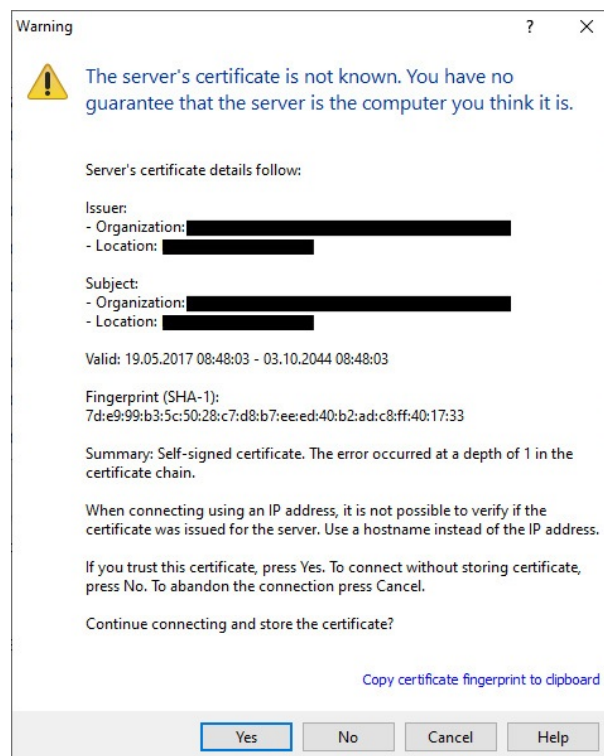 Warning
?
The server's certificate is not known. You have no
guarantee that the server is the computer you think it is.
Server's certificate details follow:
Issuer:
- Organization:
- Location:
Subject:
- Organization:
- Location:
Valid: 19.05.2017 08:48:03 - 03.10.2044 08:48:03
Fingerprint (SHA-1):
7d:e9:99:b3:5c:50:28:c7:d8:b7:ee:ed:40:b2:ad:c8:ff:40:17:33
Summary: Self-signed certificate. The error occurred at a depth of 1 in the
certificate chain.
When connecting using an IP address, it is not possible to verify if the
certificate was issued for the server. Use a hostname instead of the IP address.
If you trust this certificate, press Yes. To connect without storing certificate,
press No. To abandon the connection press Cancel.
Continue connecting and store the certificate?
Copy certificate fingerprint to clipboard
Yes No Cancel Help